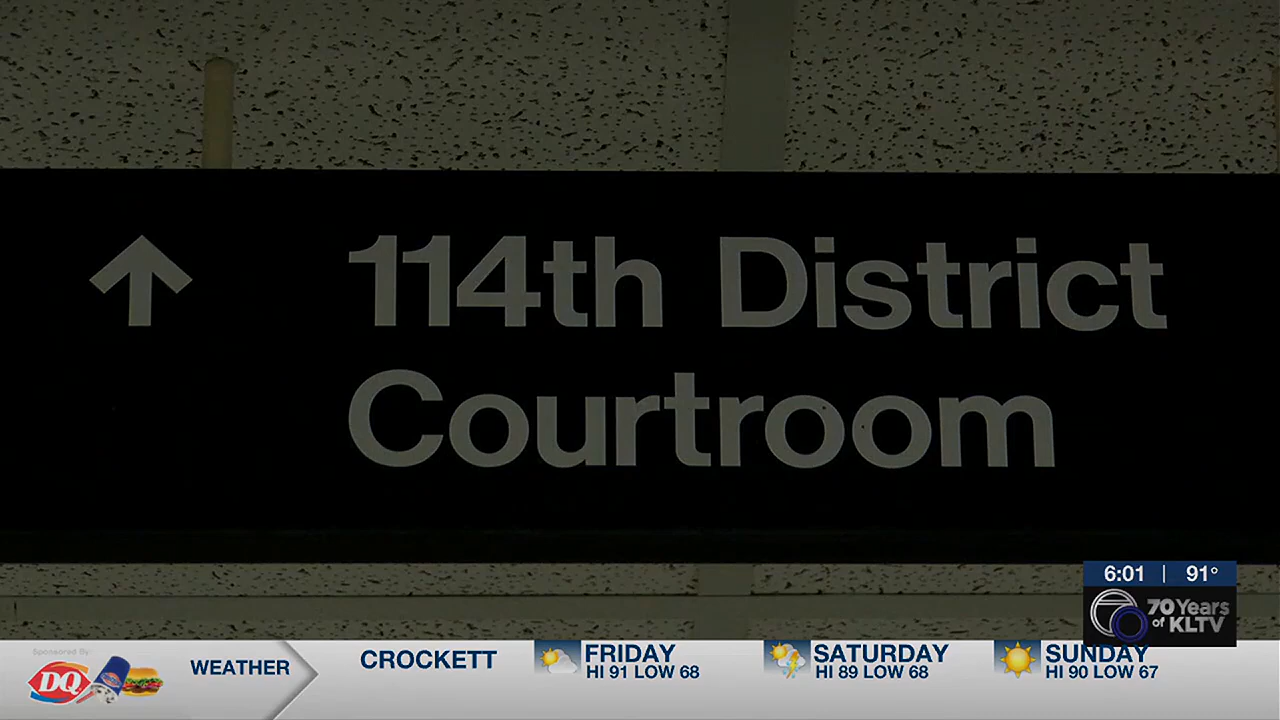 114th District
Courtroom
6:01 | 91°
70 Years
of KLTV
Sponsored By:
DQ
WEATHER
CROCKETT
FRIDAY
HI 91 LOW 68
SATURDAY
HI 89 LOW 68
SUNDAY
HI 90 LOW 67